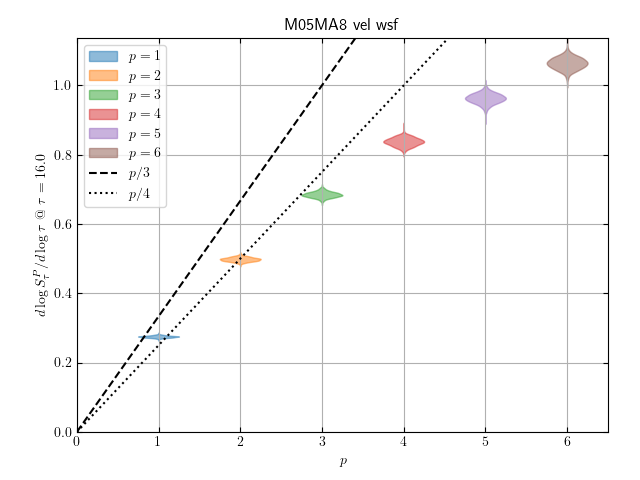 M05MA8 vel wsf
p = 1
p = 2
p = 3
p = 4
p = 5
p = 6
p/3
p/4
d log S_τ^P / d log τ @ τ = 16.0
1.0
0.8
0.6
0.4
0.2
0.0
0 1 2 3 4 5 6
p